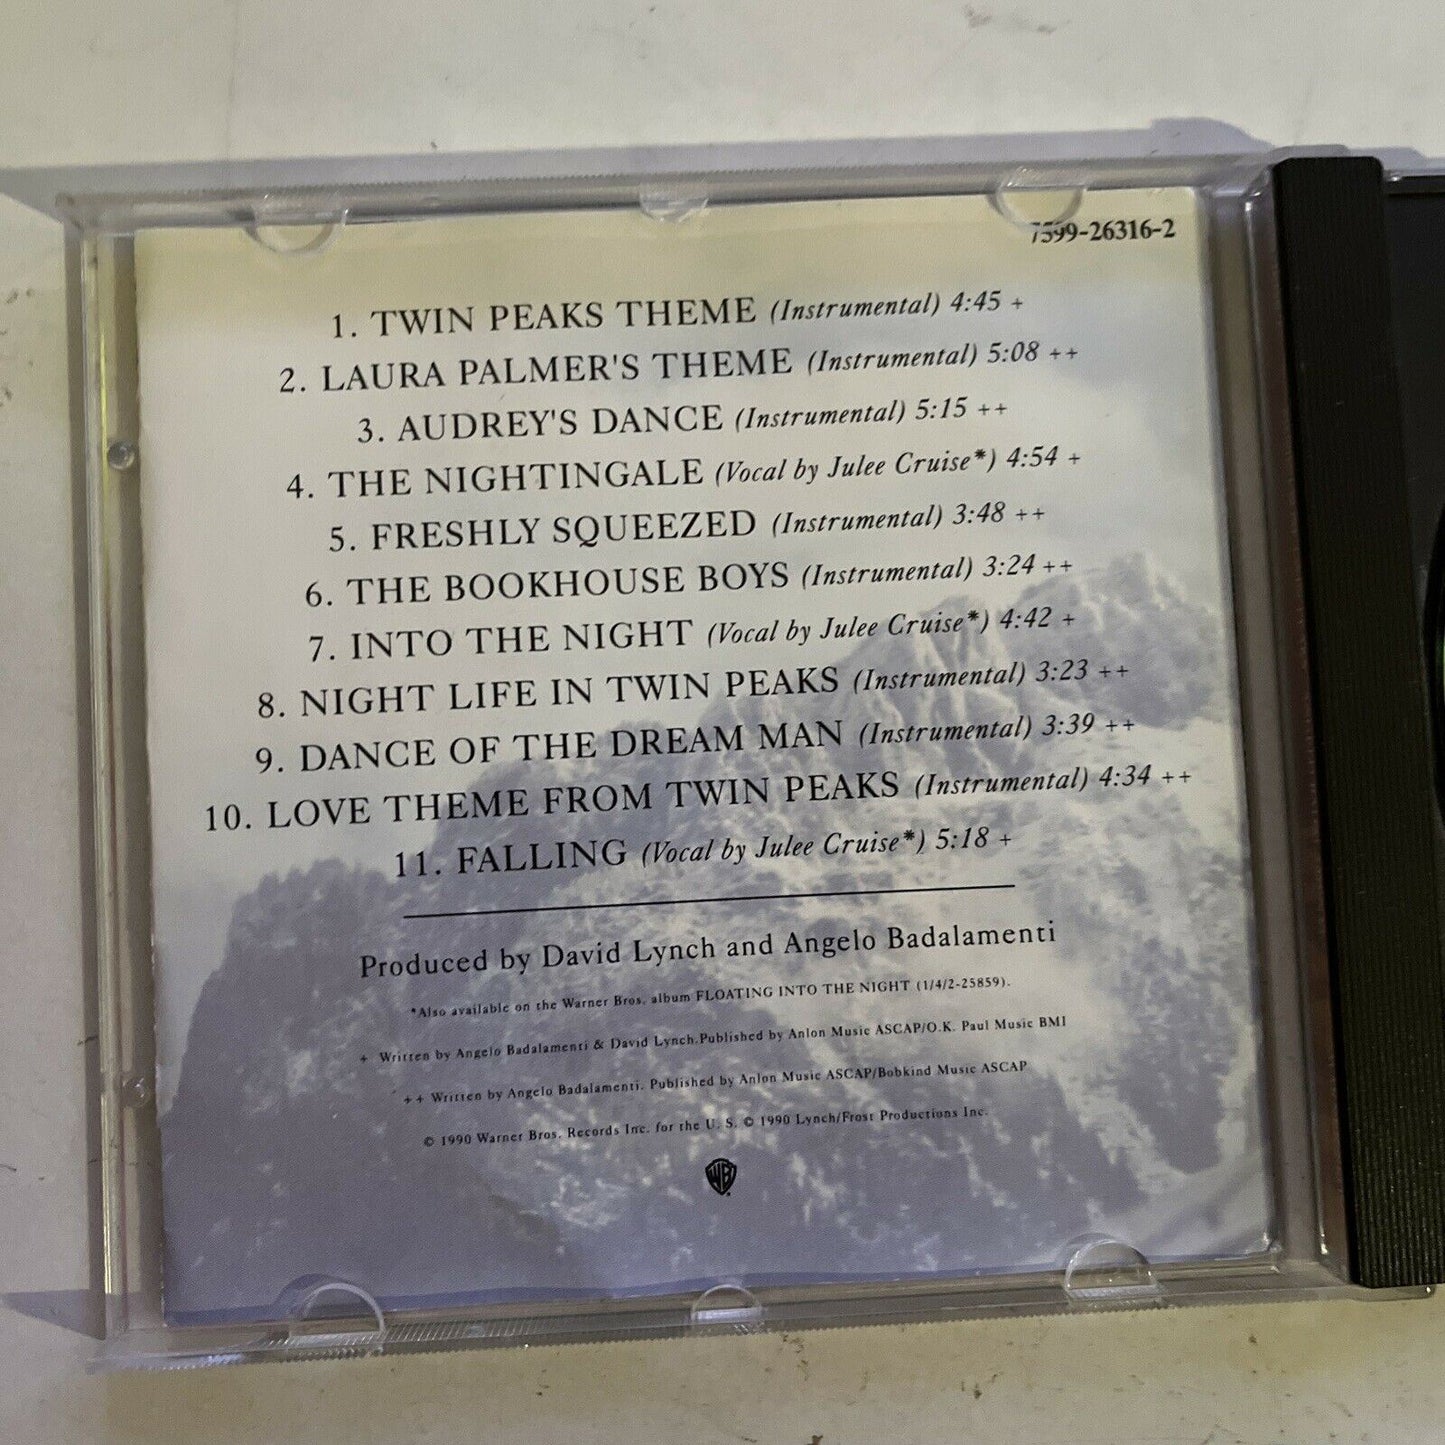 7599-26316-2
1. TWIN PEAKS THEME (Instrumental) 4:45 +
2. LAURA PALMER'S THEME (Instrumental) 5:08 ++
3. AUDREY'S DANCE (Instrumental) 5:15 ++
4. THE NIGHTINGALE (Vocal by Julee Cruise*) 4:54 +
5. FRESHLY SQUEEZED (Instrumental) 3:48 ++
6. THE BOOKHOUSE BOYS (Instrumental) 3:24 ++
7. INTO THE NIGHT (Vocal by Julee Cruise*) 4:42 +
8. NIGHT LIFE IN TWIN PEAKS (Instrumental) 3:23 ++
9. DANCE OF THE DREAM MAN (Instrumental) 3:39 ++
10. LOVE THEME FROM TWIN PEAKS (Instrumental) 4:34 ++
11. FALLING (Vocal by Julee Cruise*) 5:18 +
Produced by David Lynch and Angelo Badalamenti
*Also available on the Warner Bros. album FLOATING INTO THE NIGHT (1/4/2-25859).
+ Written by Angelo Badalamenti & David Lynch.Published by Anlon Music ASCAP/O.K. Paul Music BMI
++ Written by Angelo Badalamenti. Published by Anlon Music ASCAP/Bobkind Music ASCAP
© 1990 Warner Bros. Records Inc. for the U. S. © 1990 Lynch/Frost Productions Inc.
WB